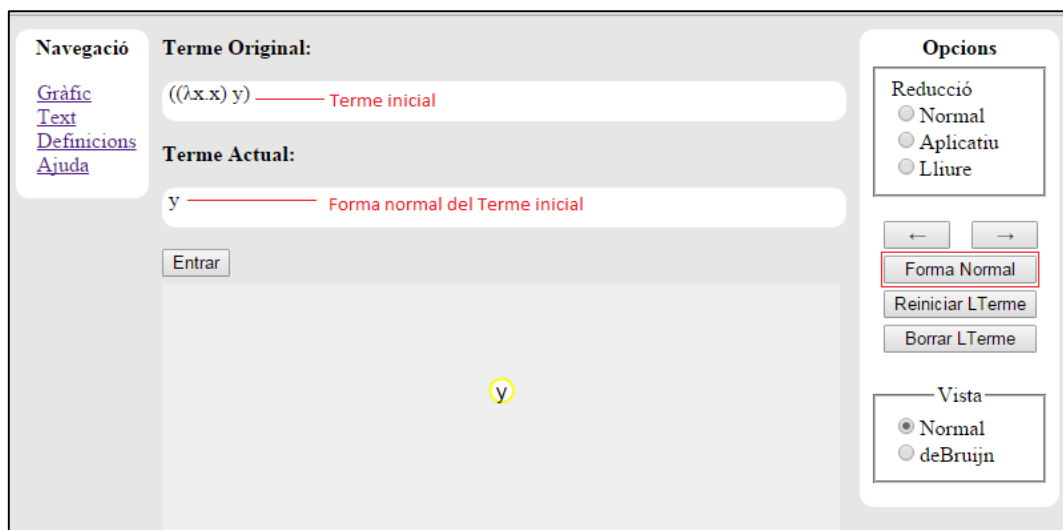 Navegació
Gràfic
Text
Definicions
Ajuda
Terme Original:
((λx.x) y) Terme inicial
Terme Actual:
y Forma normal del Terme inicial
Entrar
y
Opcions
Reducció
Normal
Aplicatiu
Lliure
← →
Forma Normal
Reiniciar LTerme
Borrar LTerme
Vista
Normal
deBruijn